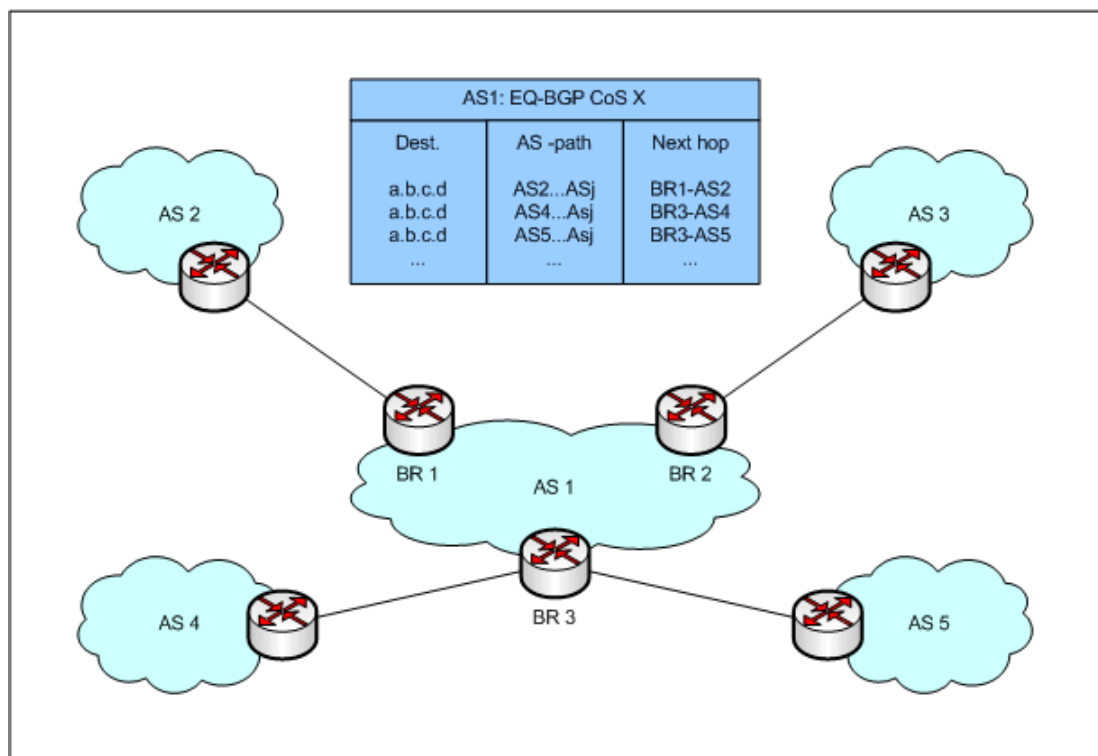 AS1: EQ-BGP CoS X
Dest. AS -path Next hop
a.b.c.d AS2...ASj BR1-AS2
a.b.c.d AS4...Asj BR3-AS4
a.b.c.d AS5...Asj BR3-AS5
... ... ...
AS 2
AS 3
BR 1
BR 2
AS 1
BR 3
AS 4
AS 5